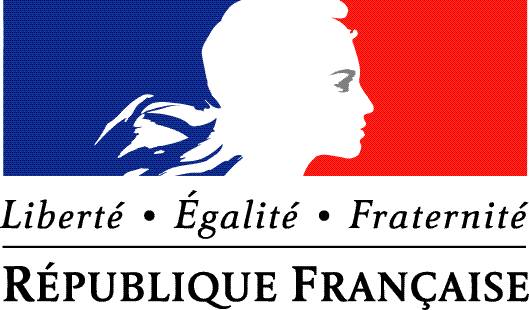 Liberté • Égalité • Fraternité
RÉPUBLIQUE FRANÇAISE